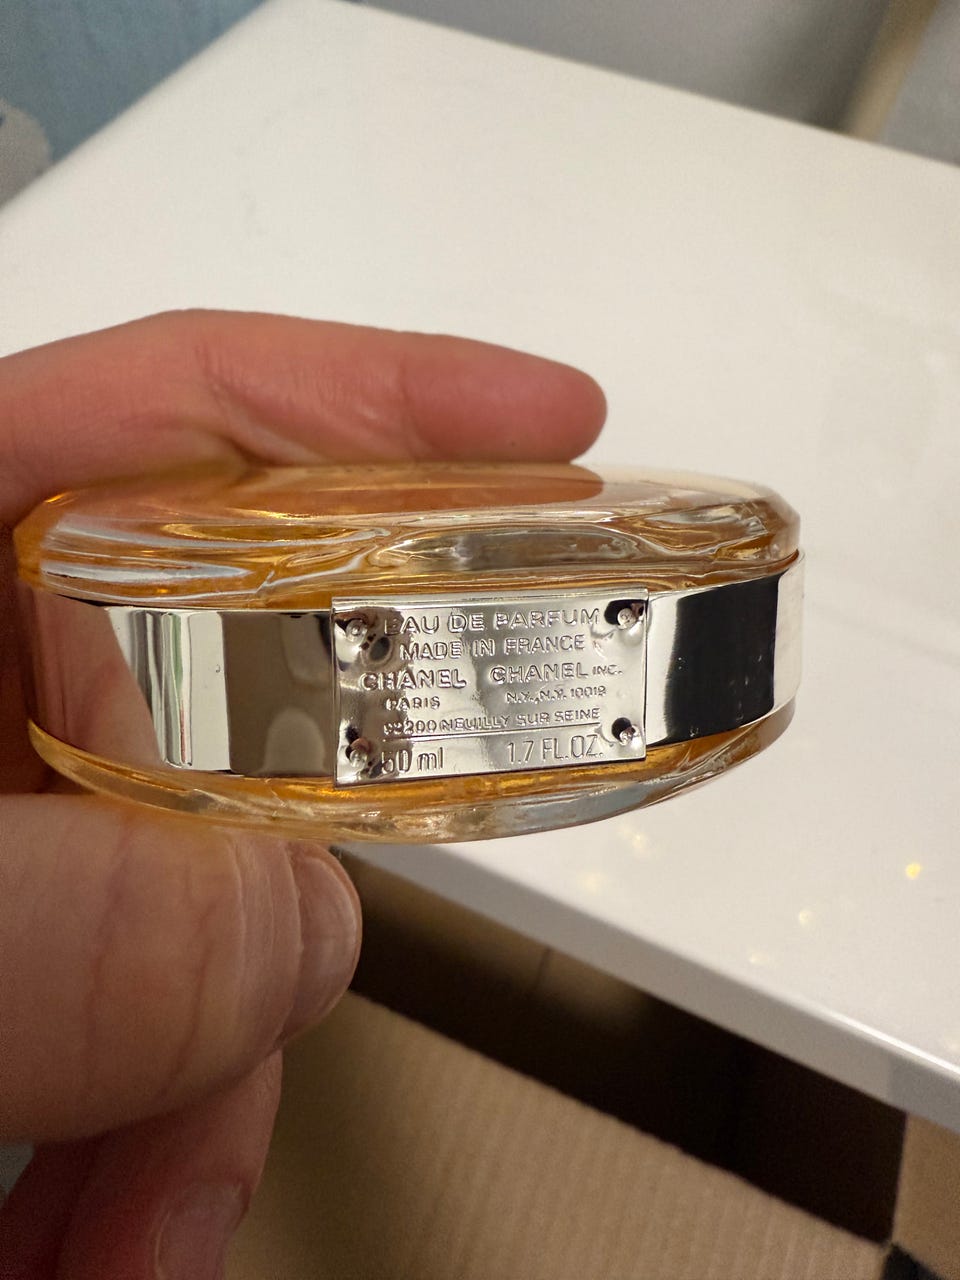 EAU DE PARFUM
MADE IN FRANCE
CHANEL CHANEL INC.
PARIS N.Y., N.Y. 10019
92200 NEUILLY SUR SEINE
50 ml 1.7 FL.OZ.